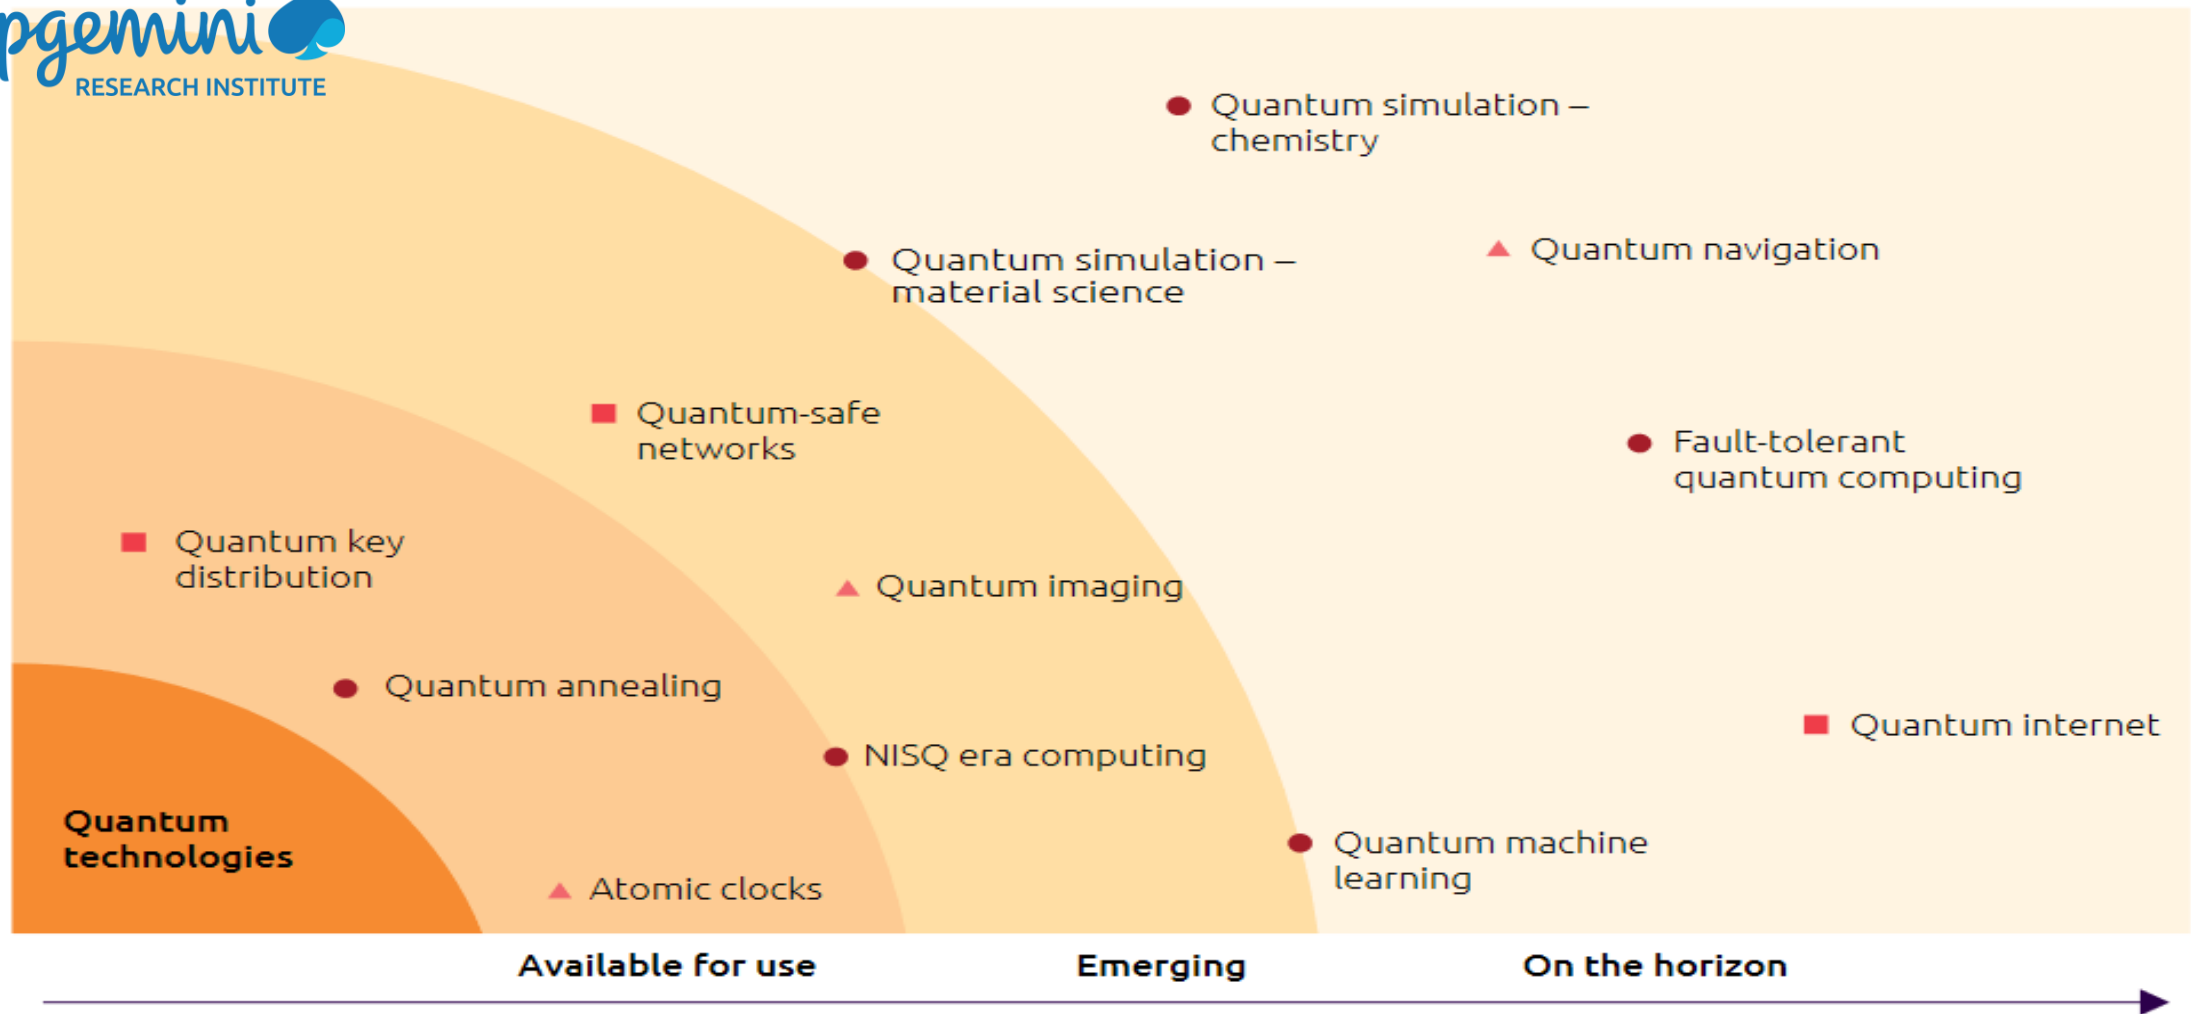 pgemini
RESEARCH INSTITUTE
Quantum simulation –
chemistry
Quantum simulation –
material science
Quantum navigation
Quantum-safe
networks
Fault-tolerant
quantum computing
Quantum key
distribution
Quantum imaging
Quantum annealing
Quantum internet
NISQ era computing
Quantum
technologies
Quantum machine
learning
Atomic clocks
Available for use
Emerging
On the horizon